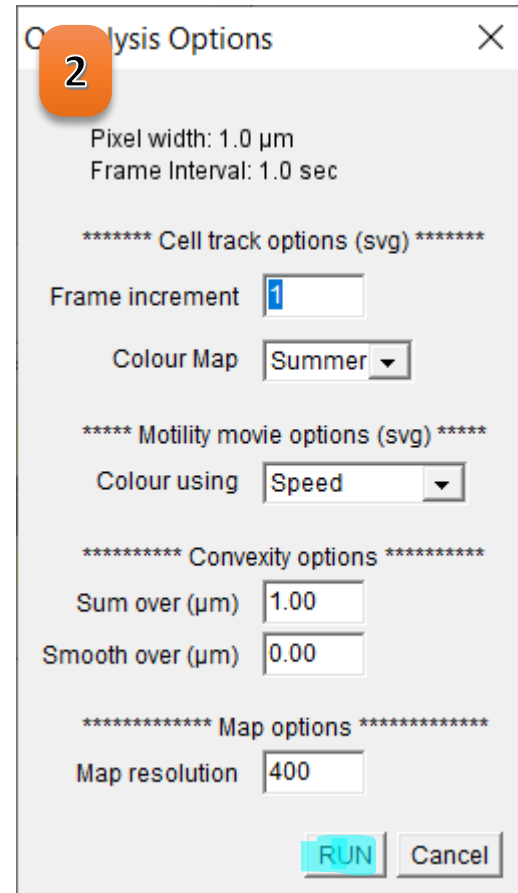 lysis Options
2
Pixel width: 1.0 µm
Frame Interval: 1.0 sec
******* Cell track options (svg) *******
Frame increment 1
Colour Map Summer
***** Motility movie options (svg) *****
Colour using Speed
********** Convexity options **********
Sum over (µm) 1.00
Smooth over (µm) 0.00
************* Map options *************
Map resolution 400
RUN Cancel